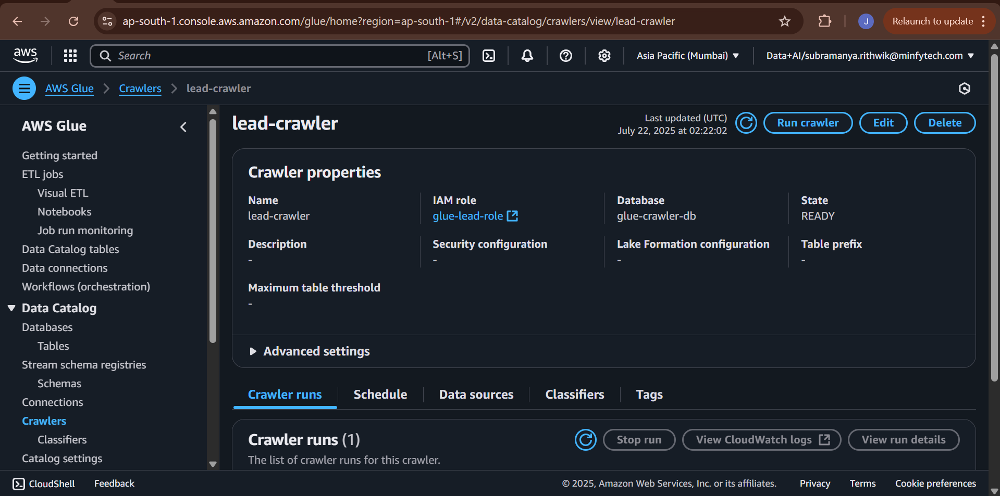 ap-south-1.console.aws.amazon.com/glue/home?region=ap-south-1#/v2/data-catalog/crawlers/view/lead-crawler
J
Relaunch to update
aws
Search
[Alt+S]
Asia Pacific (Mumbai)
Data+AI/subramanya.rithwik@minfytech.com
AWS Glue
Crawlers
lead-crawler
AWS Glue
Getting started
ETL jobs
Visual ETL
Notebooks
Job run monitoring
Data Catalog tables
Data connections
Workflows (orchestration)
Data Catalog
Databases
Tables
Stream schema registries
Schemas
Connections
Crawlers
Classifiers
Catalog settings
lead-crawler
Last updated (UTC)
July 22, 2025 at 02:22:02
Run crawler
Edit
Delete
Crawler properties
Name
lead-crawler
IAM role
glue-lead-role
Database
glue-crawler-db
State
READY
Description
-
Security configuration
-
Lake Formation configuration
-
Table prefix
-
Maximum table threshold
-
Advanced settings
Crawler runs
Schedule
Data sources
Classifiers
Tags
Crawler runs (1)
The list of crawler runs for this crawler.
Stop run
View CloudWatch logs
View run details
CloudShell
Feedback
© 2025, Amazon Web Services, Inc. or its affiliates.
Privacy
Terms
Cookie preferences